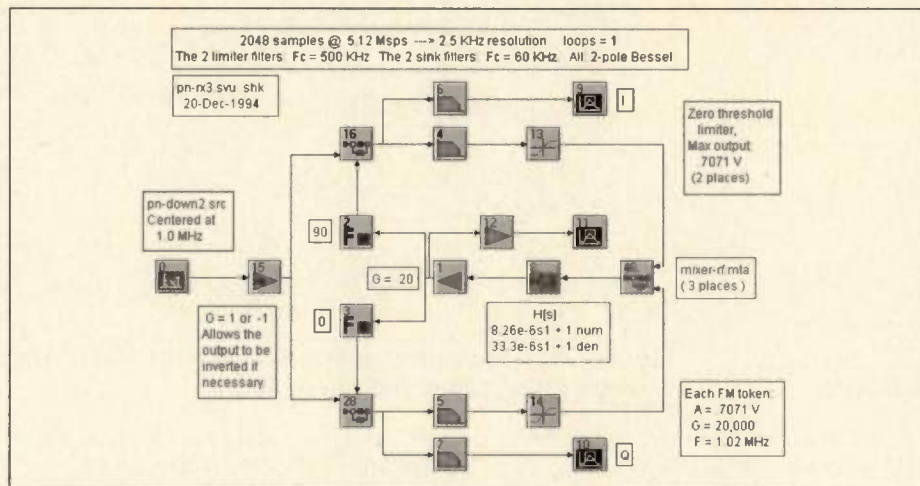 2048 samples @ 5.12 Msps ---> 2.5 KHz resolution loops = 1
The 2 limiter filters Fc = 500 KHz The 2 sink filters Fc = 60 KHz All 2-pole Bessel
pn-rx3.svu shk
20-Dec-1994
6
9
I
Zero threshold
limiter,
Max output
.7071 V
(2 places)
16
4
13
pn-down2 src
Centered at
1.0 MHz
90
2
12
11
0
15
G = 20
1
mixer-rf.mta
( 3 places )
G = 1 or -1
Allows the
output to be
inverted if
necessary
0
3
H[s]
8.26e-6s1 + 1 num
33.3e-6s1 + 1 den
28
5
14
Each FM token:
A = .7071 V
G = 20,000
F = 1.02 MHz
7
10
Q